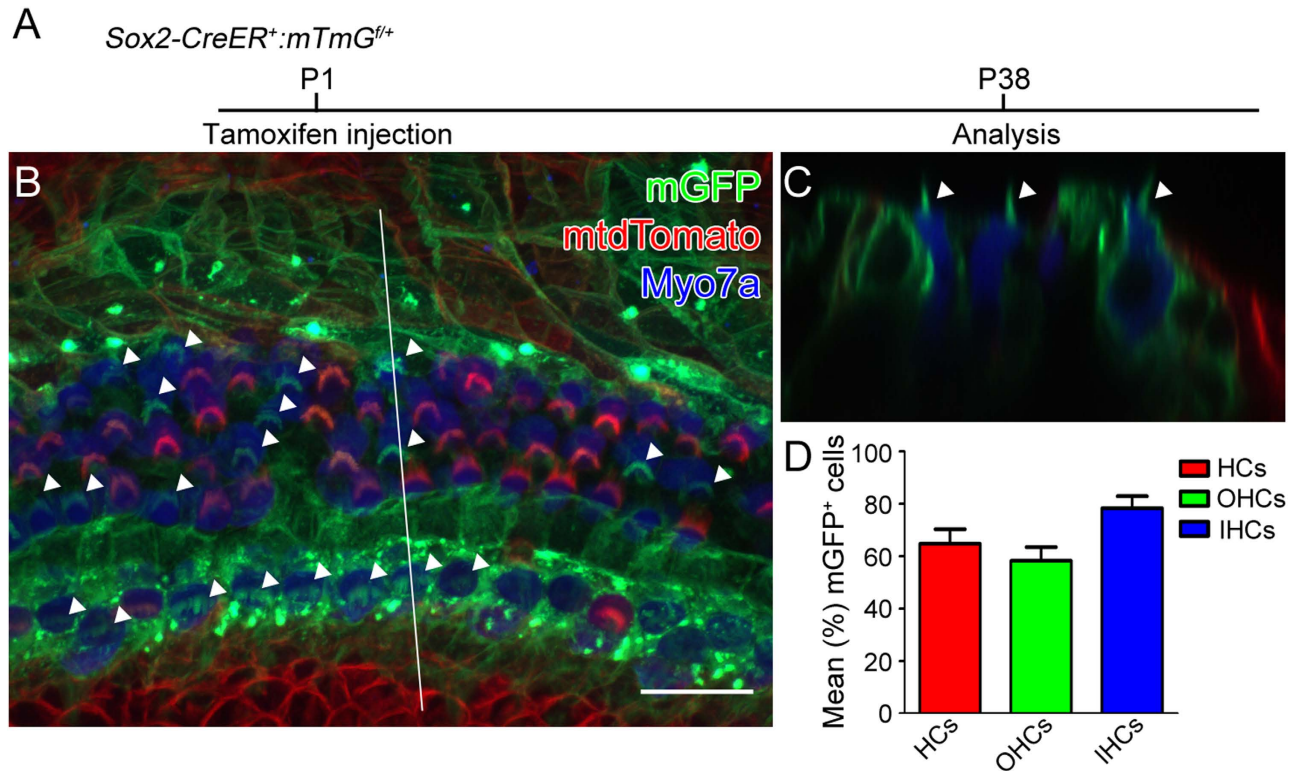 A
Sox2-CreER⁺:mTmGᶠ/⁺
P1
P38
Tamoxifen injection
Analysis
B
mGFP
mtdTomato
Myo7a
C
D
Mean (%) mGFP⁺ cells
100
80
60
40
20
0
HCs
OHCs
IHCs
HCs
OHCs
IHCs